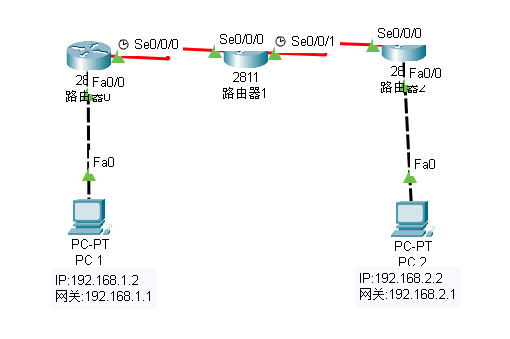 Se0/0/0
Se0/0/0
Se0/0/1
Se0/0/0
28
路由器0
Fa0/0
2811
路由器1
28
路由器2
Fa0/0
Fa0
Fa0
PC-PT
PC 1
PC-PT
PC 2
IP:192.168.1.2
网关:192.168.1.1
IP:192.168.2.2
网关:192.168.2.1